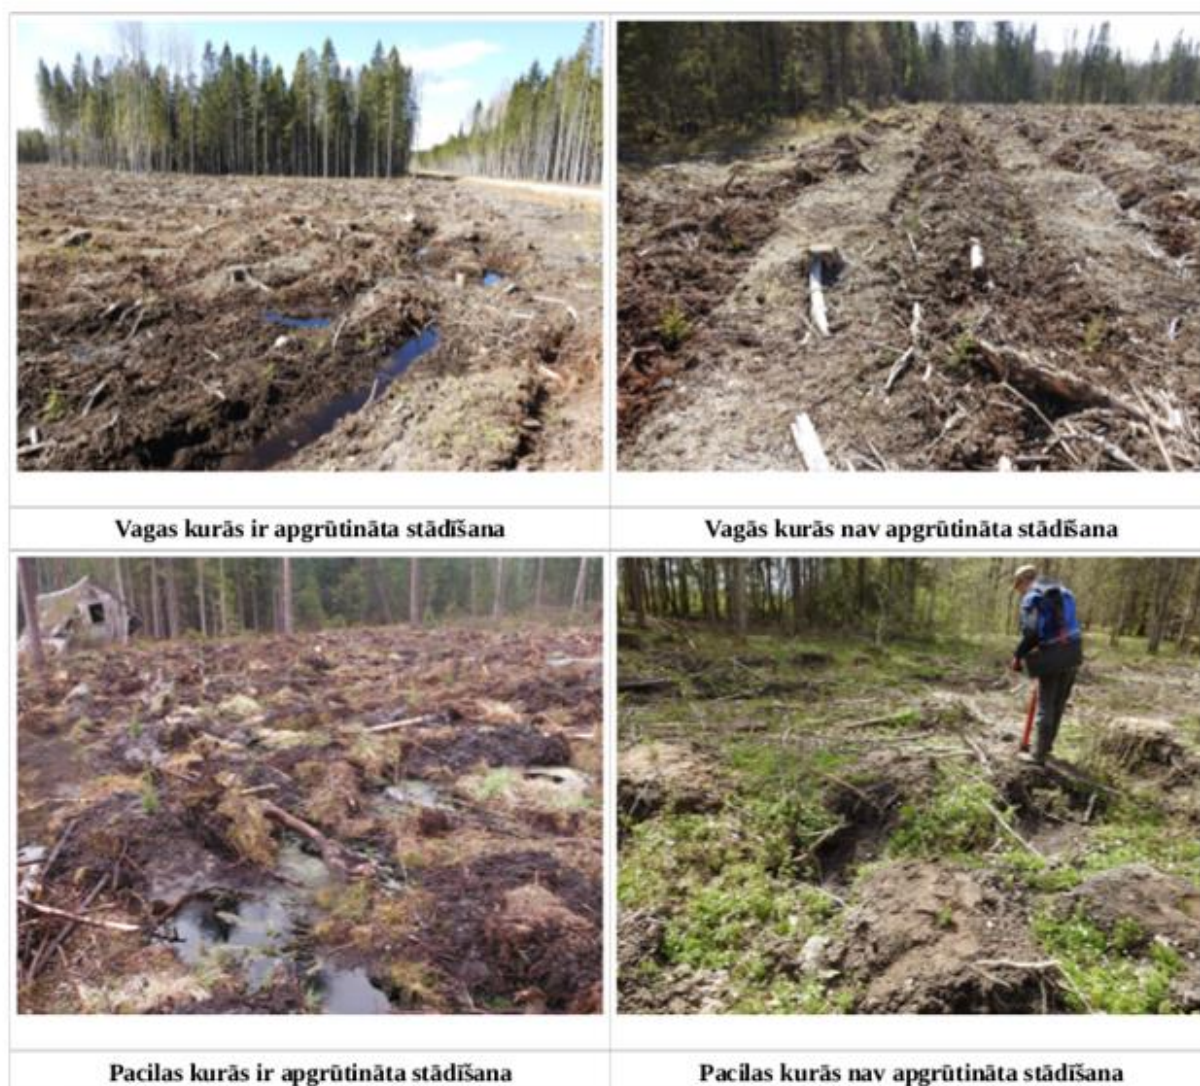 Vagas kurās ir apgrūtināta stādīšana
Vagās kurās nav apgrūtināta stādīšana
Pacilas kurās ir apgrūtināta stādīšana
Pacilas kurās nav apgrūtināta stādīšana